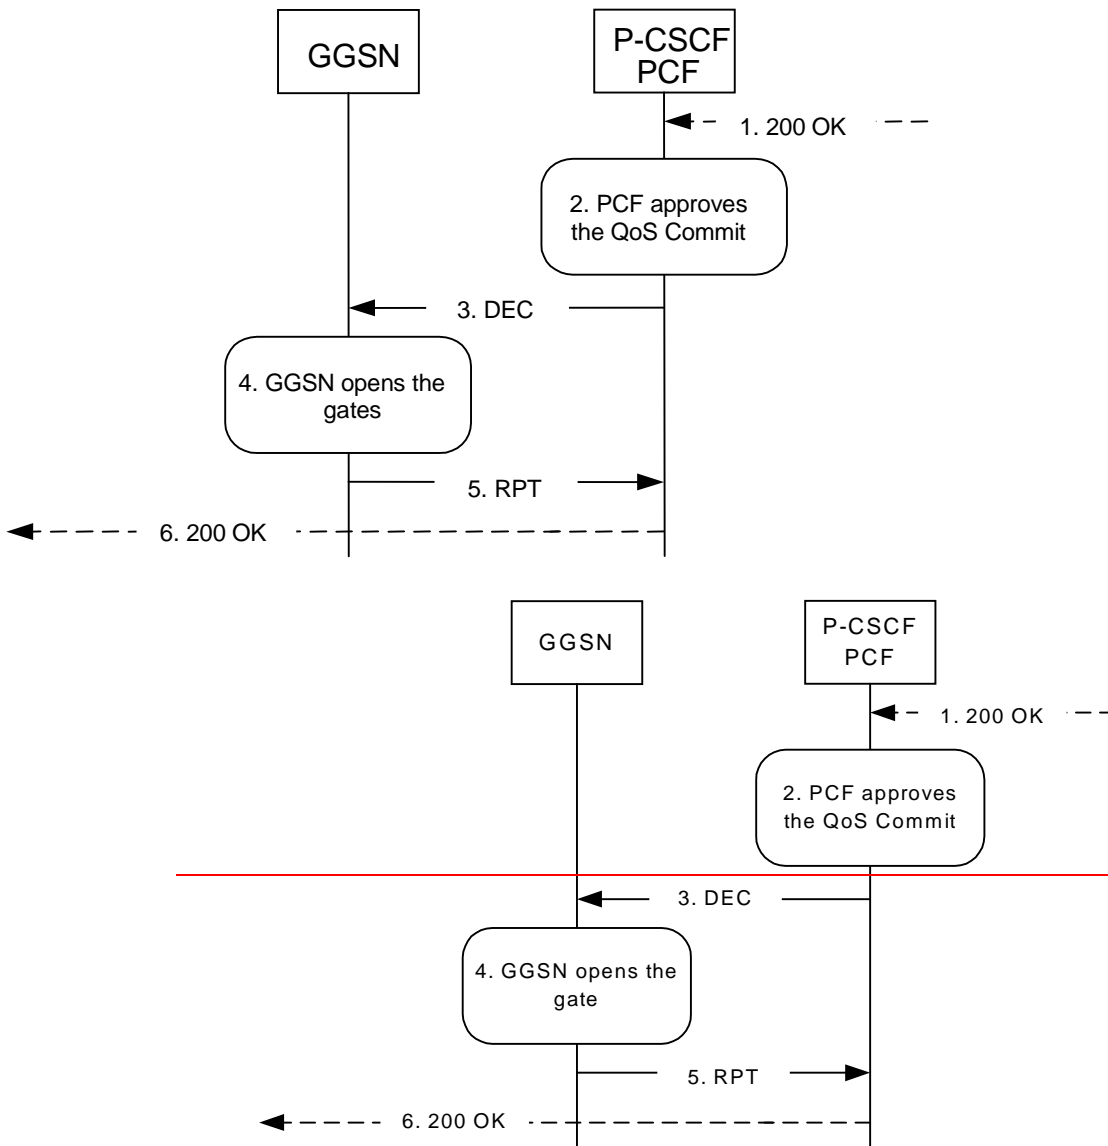 GGSN
P-CSCF
PCF
1. 200 OK
2. PCF approves
the QoS Commit
3. DEC
4. GGSN opens the
gates
5. RPT
6. 200 OK
GGSN
P-CSCF
PCF
1. 200 OK
2. PCF approves
the QoS Commit
3. DEC
4. GGSN opens the
gate
5. RPT
6. 200 OK